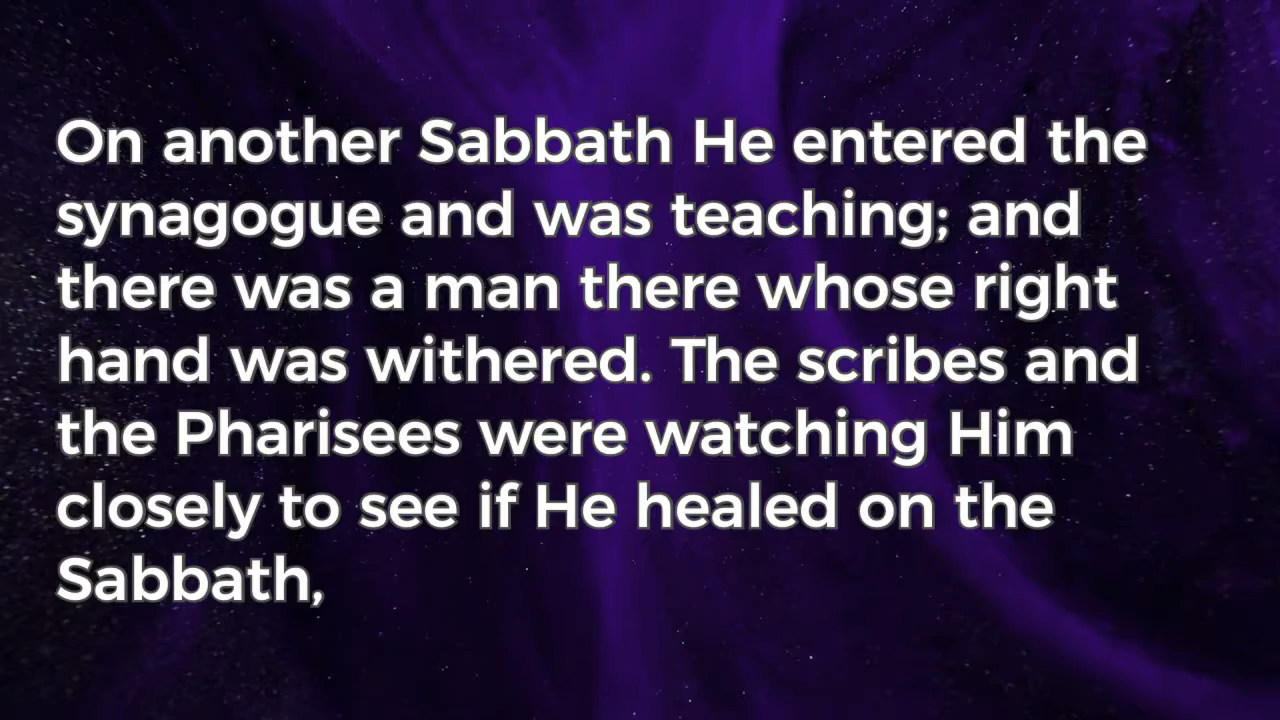 On another Sabbath He entered the
synagogue and was teaching; and
there was a man there whose right
hand was withered. The scribes and
the Pharisees were watching Him
closely to see if He healed on the
Sabbath,